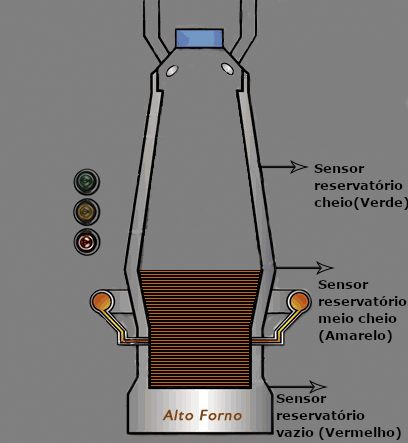 Sensor
reservatório
cheio(Verde)
Sensor
reservatório
meio cheio
(Amarelo)
Sensor
reservatório
vazio (Vermelho)
Alto Forno